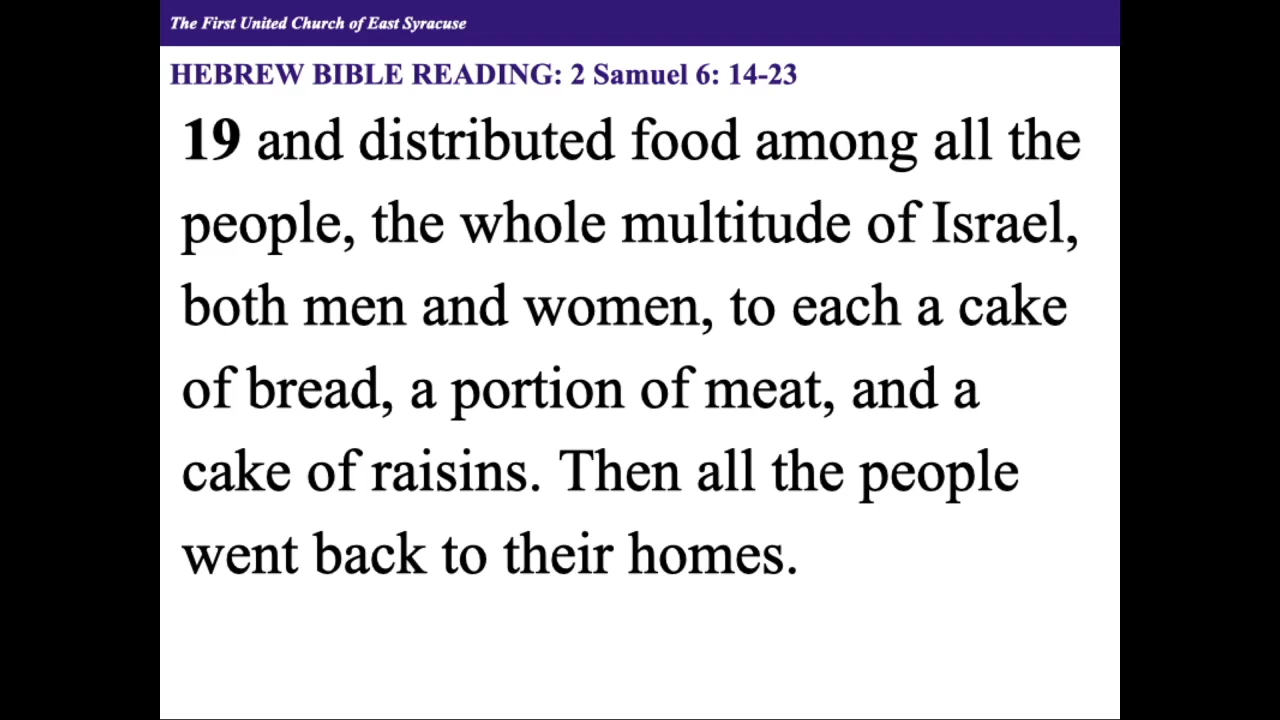 The First United Church of East Syracuse
HEBREW BIBLE READING: 2 Samuel 6: 14-23
19 and distributed food among all the
people, the whole multitude of Israel,
both men and women, to each a cake
of bread, a portion of meat, and a
cake of raisins. Then all the people
went back to their homes.